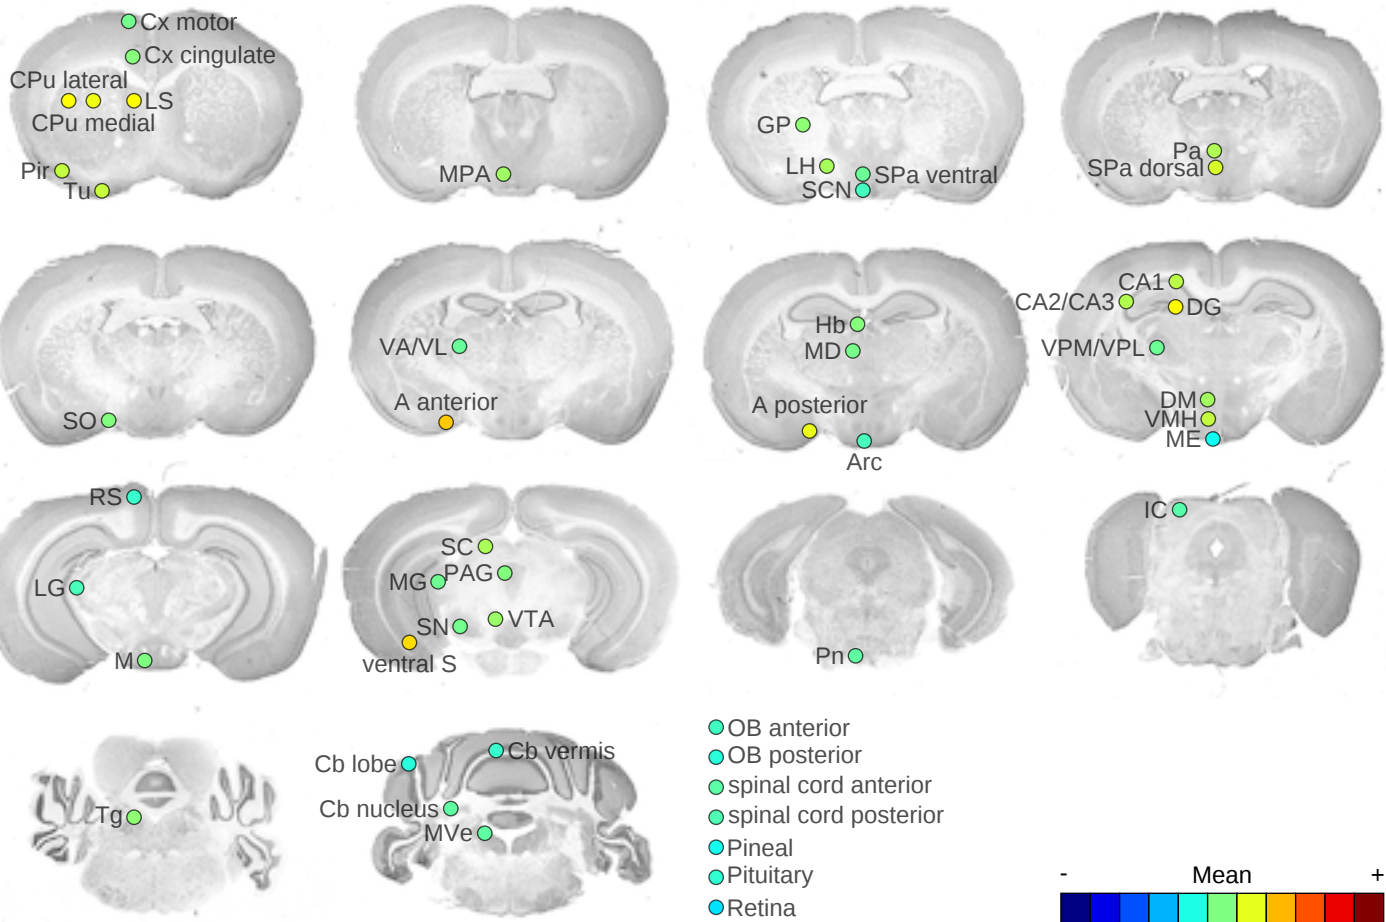 Cx motor
Cx cingulate
CPu lateral
LS
CPu medial
Pir
Tu
MPA
GP
LH
SPa ventral
SCN
Pa
SPa dorsal
SO
VA/VL
A anterior
Hb
MD
A posterior
Arc
CA1
CA2/CA3
DG
VPM/VPL
DM
VMH
ME
RS
LG
M
SC
MG
PAG
SN
VTA
ventral S
Pn
IC
Tg
Cb lobe
Cb vermis
Cb nucleus
MVe
OB anterior
OB posterior
spinal cord anterior
spinal cord posterior
Pineal
Pituitary
Retina
- Mean +